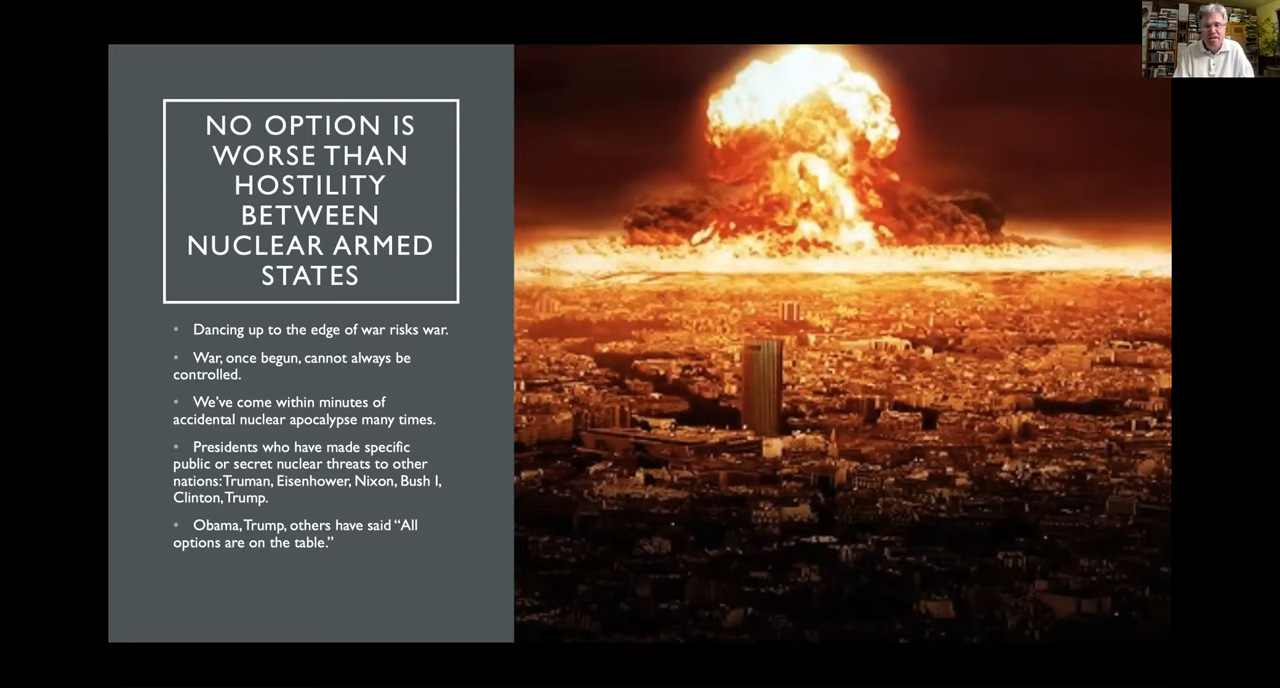 NO OPTION IS
WORSE THAN
HOSTILITY
BETWEEN
NUCLEAR ARMED
STATES
• Dancing up to the edge of war risks war.
• War, once begun, cannot always be
controlled.
• We’ve come within minutes of
accidental nuclear apocalypse many times.
• Presidents who have made specific
public or secret nuclear threats to other
nations: Truman, Eisenhower, Nixon, Bush I,
Clinton, Trump.
• Obama, Trump, others have said “All
options are on the table.”